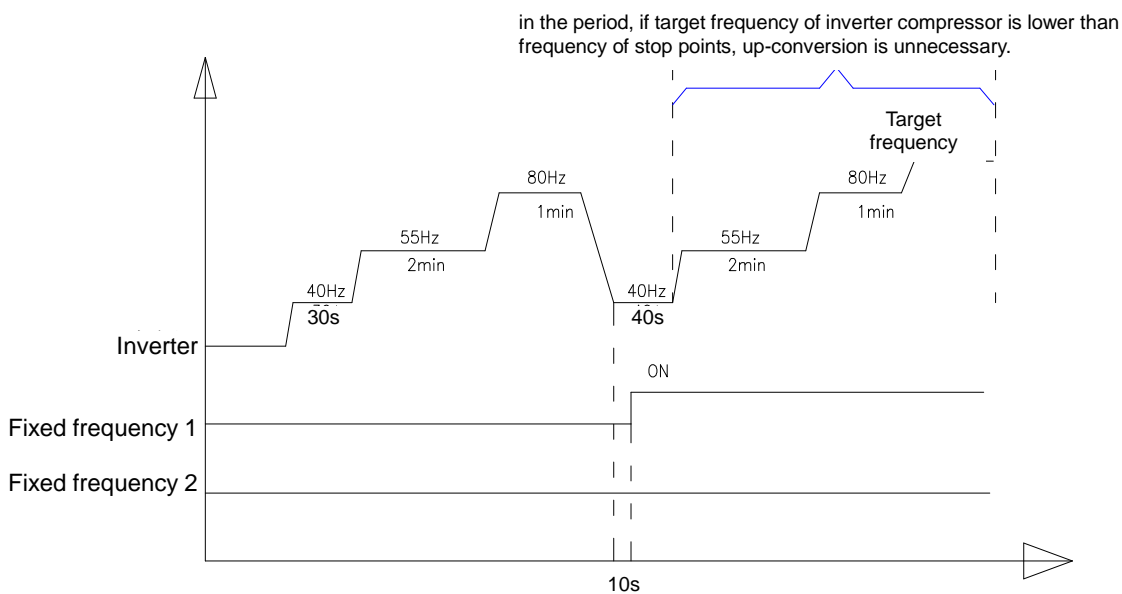 in the period, if target frequency of inverter compressor is lower than
frequency of stop points, up-conversion is unnecessary.
Target
frequency
80Hz
1min
80Hz
1min
55Hz
2min
55Hz
2min
40Hz
30s
40Hz
40s
Inverter
ON
Fixed frequency 1
Fixed frequency 2
10s